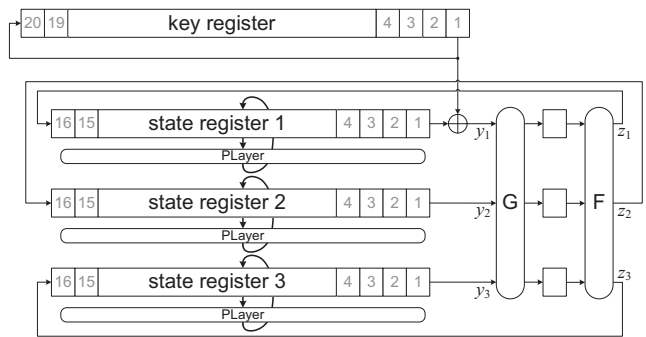 20 19 key register 4 3 2 1
16 15 state register 1 4 3 2 1 y1 z1
PLayer
16 15 state register 2 4 3 2 1 y2 G F z2
PLayer
16 15 state register 3 4 3 2 1 y3 z3
PLayer